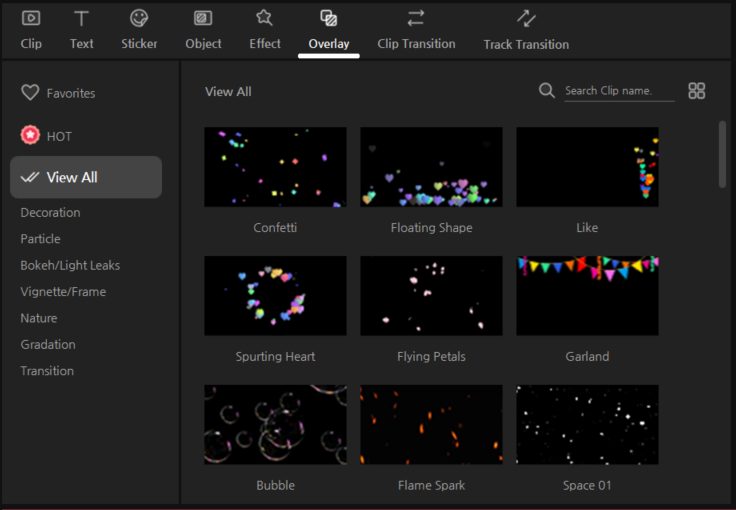 Clip Text Sticker Object Effect Overlay Clip Transition Track Transition
Favorites
HOT
View All
Decoration
Particle
Bokeh/Light Leaks
Vignette/Frame
Nature
Gradation
Transition
View All Search Clip name.
Confetti Floating Shape Like
Spurting Heart Flying Petals Garland
Bubble Flame Spark Space 01